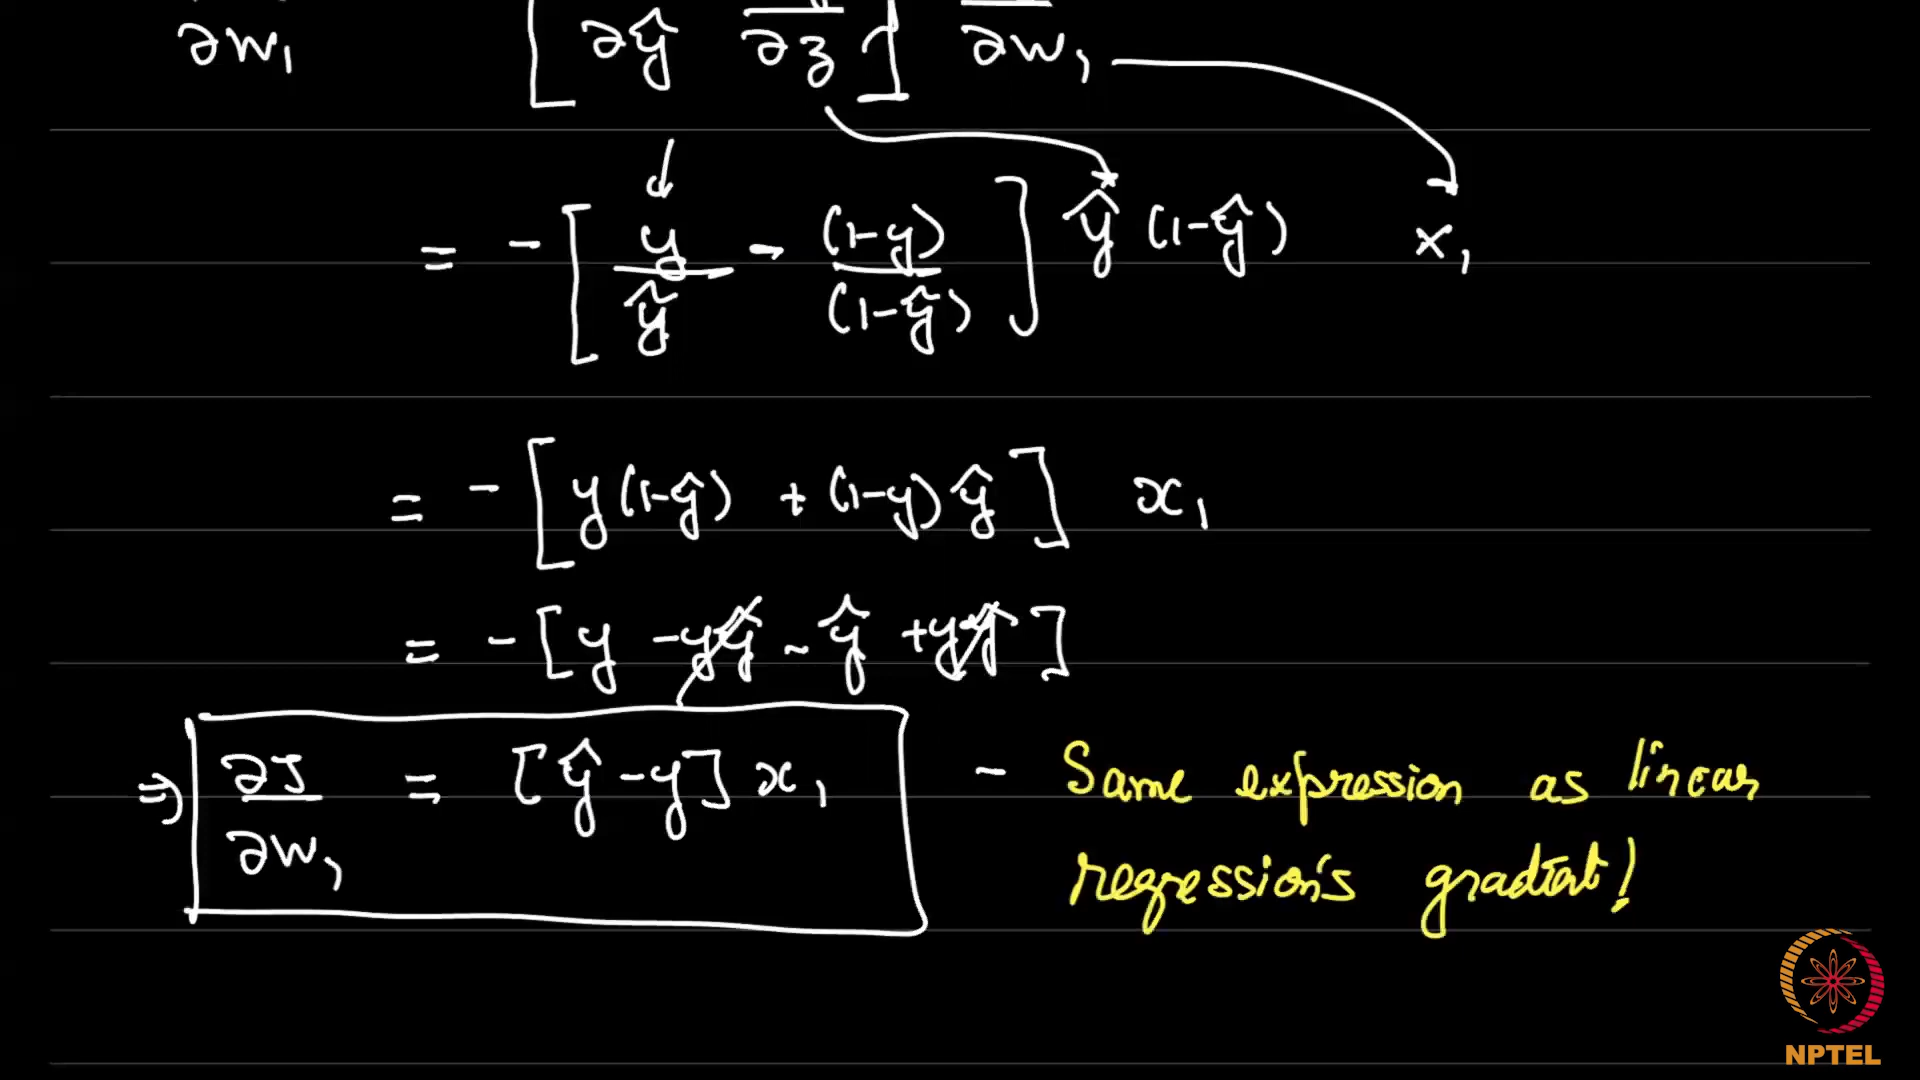 ∂w₁ [ ∂ŷ ∂z ] ∂w₁
= - [ y/ŷ - (1-y)/(1-ŷ) ] ŷ (1-ŷ) x₁
= - [ y(1-ŷ) + (1-y) ŷ ] x₁
= - [ y - yŷ - ŷ + yŷ ]
⇒ ∂J/∂w₁ = [ŷ - y] x₁ - Same expression as linear
regression's gradient!
NPTEL